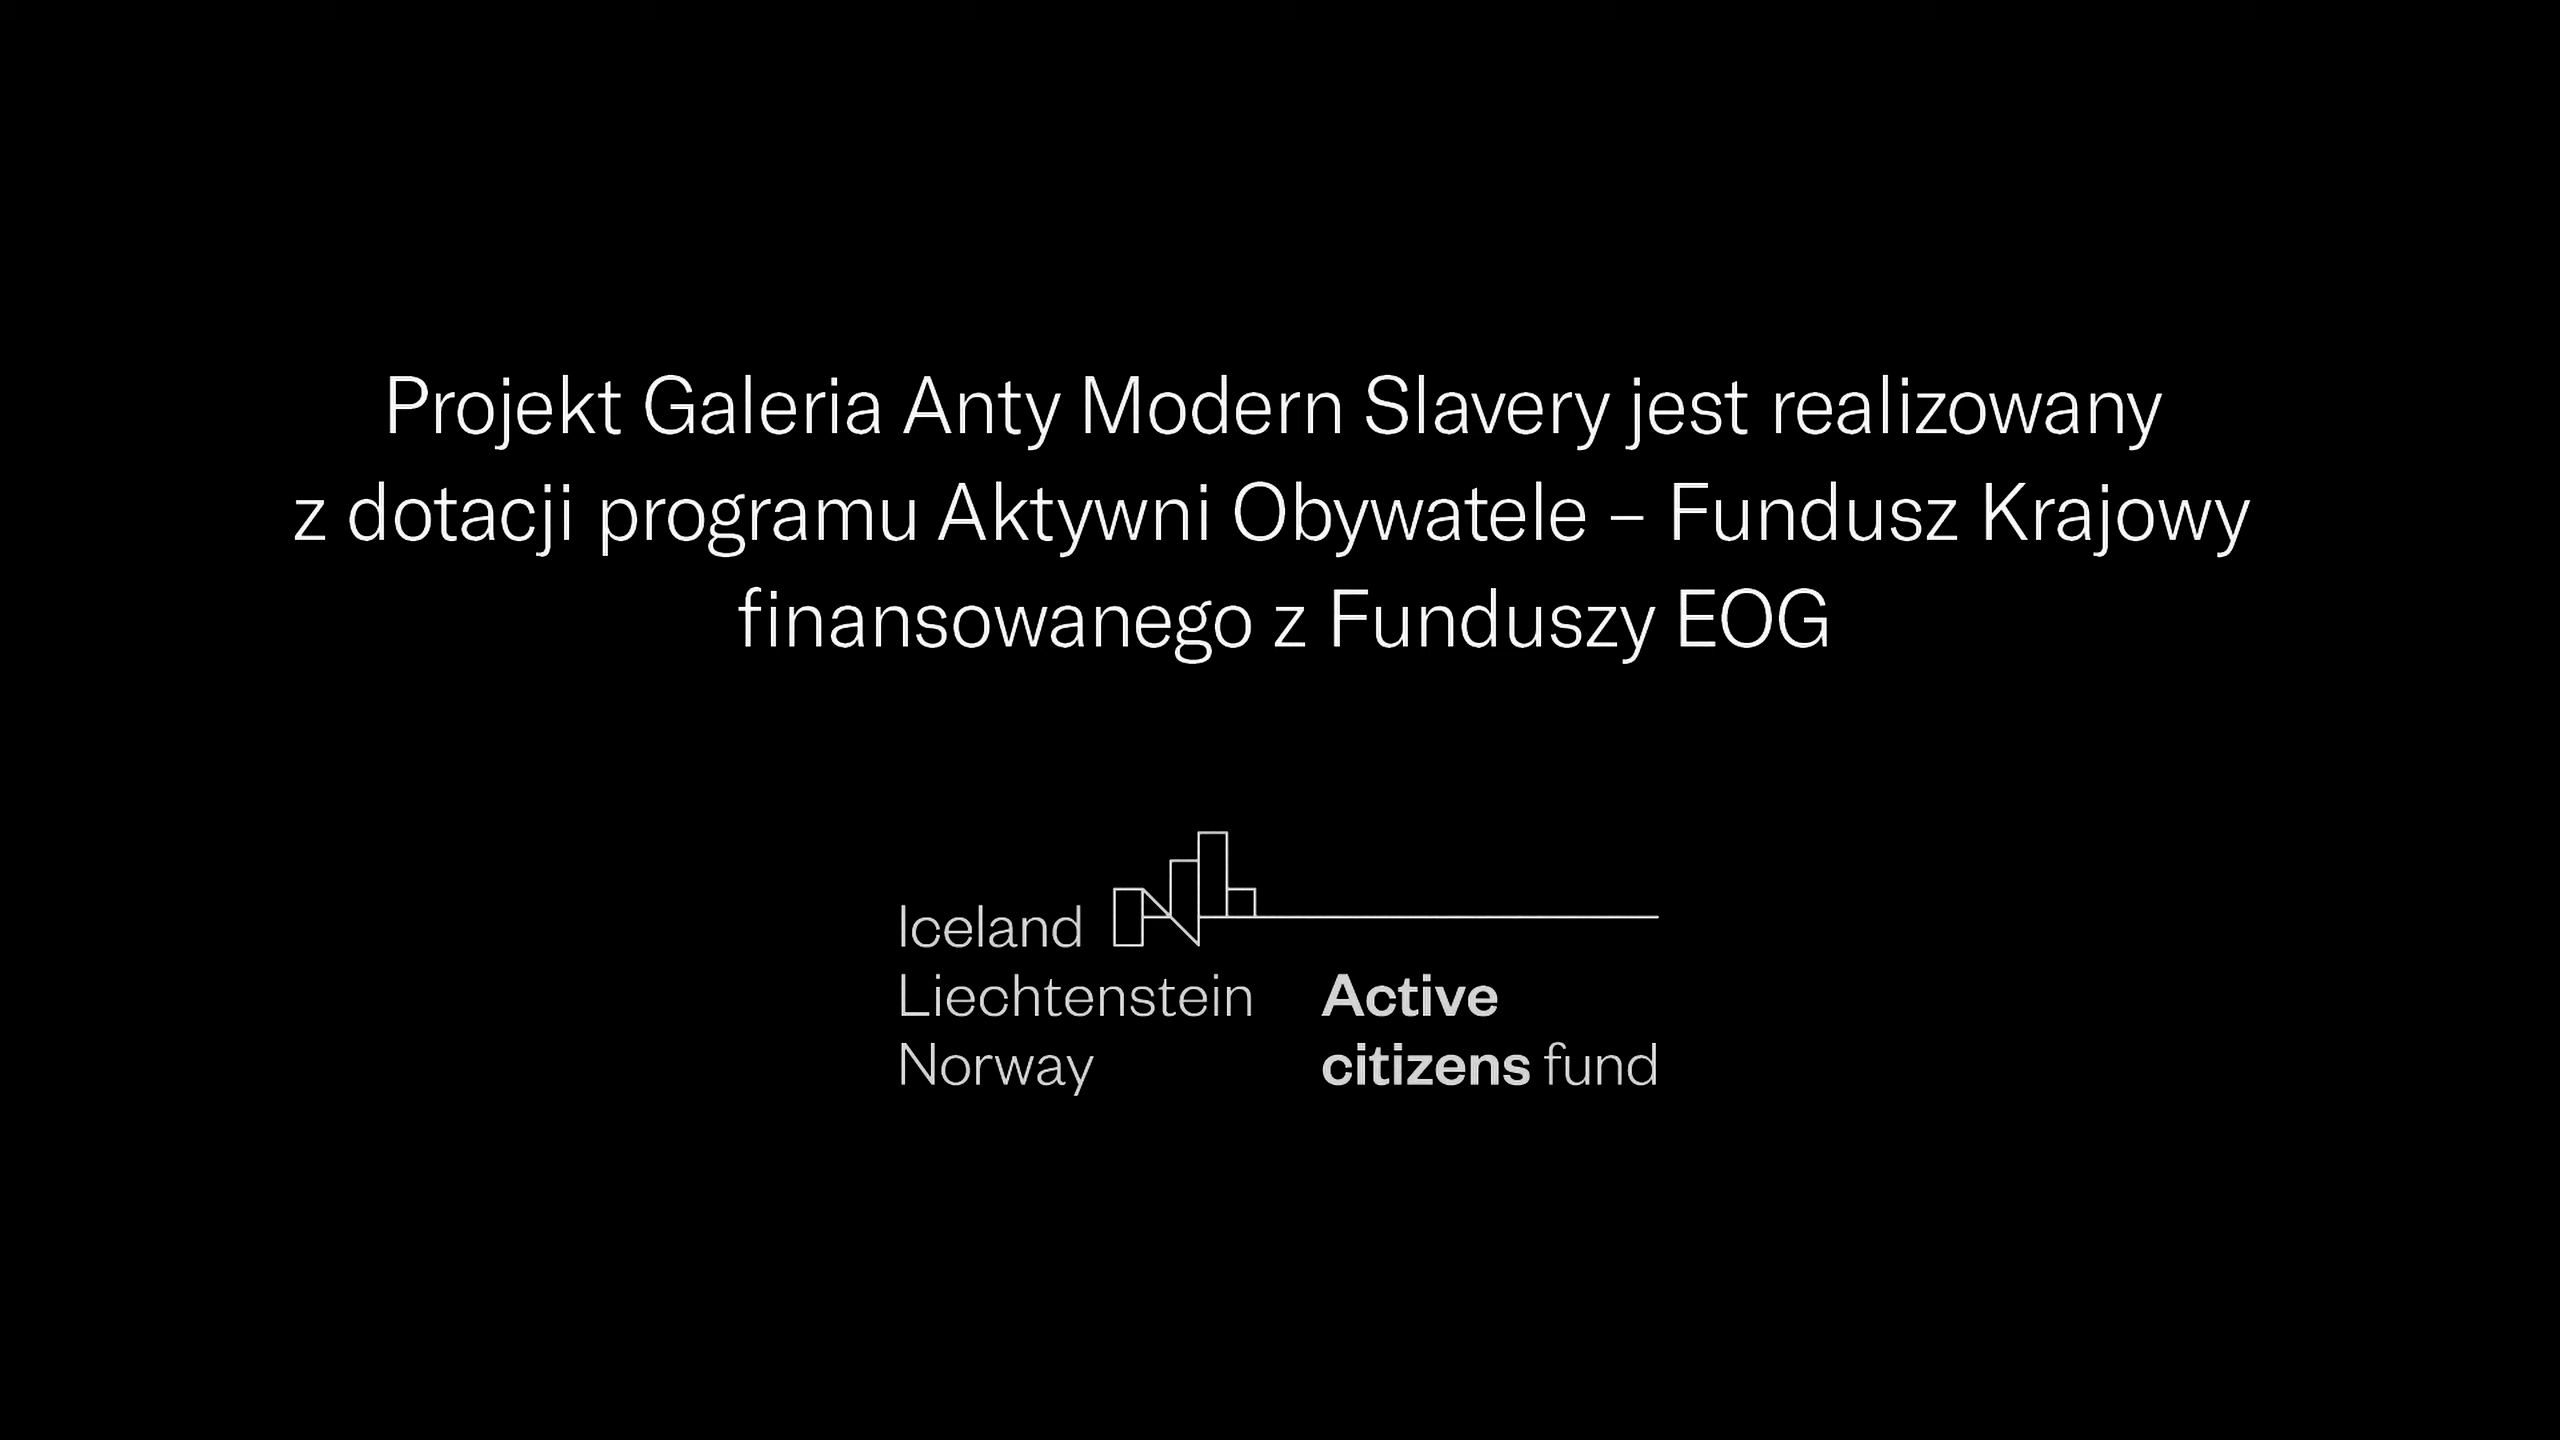 Projekt Galeria Anty Modern Slavery jest realizowany
z dotacji programu Aktywni Obywatele – Fundusz Krajowy
finansowanego z Funduszy EOG
Iceland
Liechtenstein
Norway
Active
citizens fund